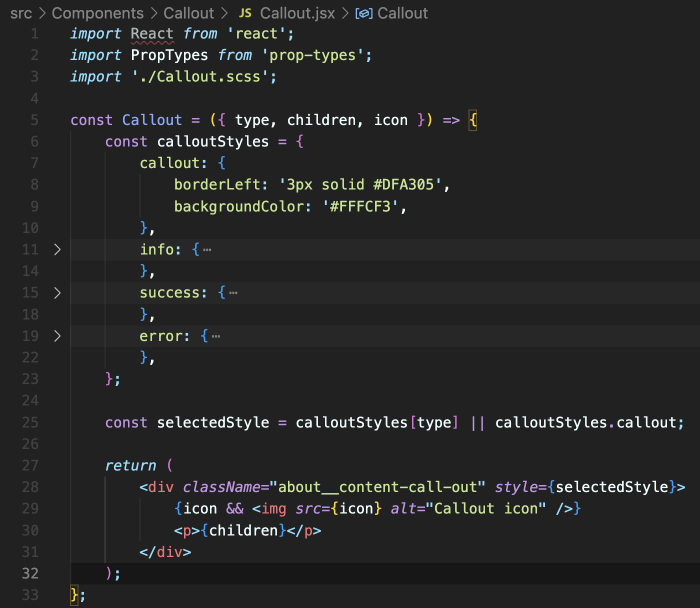 src > Components > Callout > JS Callout.jsx > Callout
1 import React from 'react';
2 import PropTypes from 'prop-types';
3 import './Callout.scss';
4
5 const Callout = ({ type, children, icon }) => {
6     const calloutStyles = {
7         callout: {
8             borderLeft: '3px solid #DFA305',
9             backgroundColor: '#FFFCF3',
10         },
11 >         info: {⋯
14         },
15 >         success: {⋯
18         },
19 >         error: {⋯
22         },
23     };
24
25     const selectedStyle = calloutStyles[type] || calloutStyles.callout;
26
27     return (
28         <div className="about__content-call-out" style={selectedStyle}>
29             {icon && <img src={icon} alt="Callout icon" />}
30             <p>{children}</p>
31         </div>
32     );
33 };